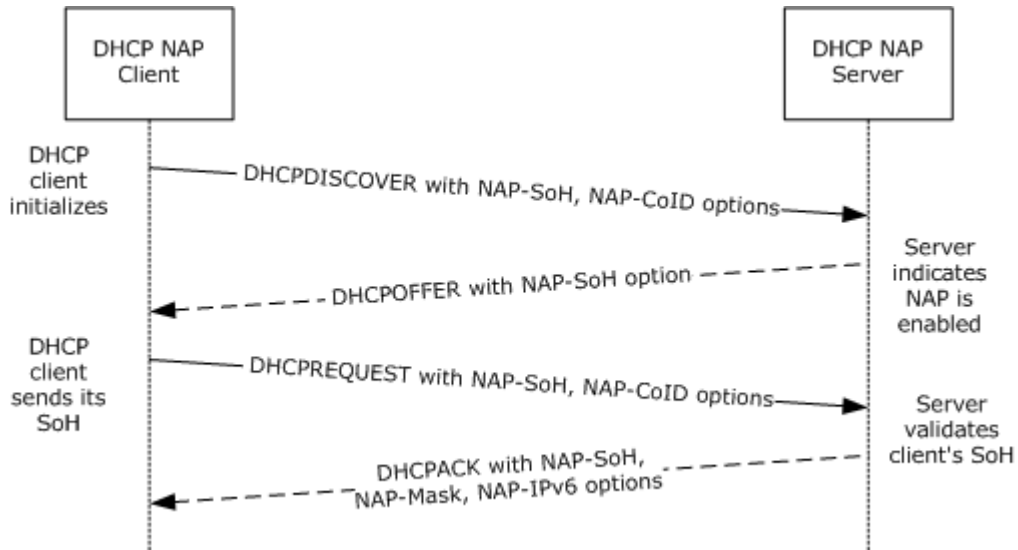 DHCP NAP
Client
DHCP NAP
Server
DHCP
client
initializes
DHCPDISCOVER with NAP-SoH, NAP-CoID options
Server
indicates
NAP is
enabled
DHCPOFFER with NAP-SoH option
DHCP
client
sends its
SoH
DHCPREQUEST with NAP-SoH, NAP-CoID options
Server
validates
client's SoH
DHCPACK with NAP-SoH,
NAP-Mask, NAP-IPv6 options